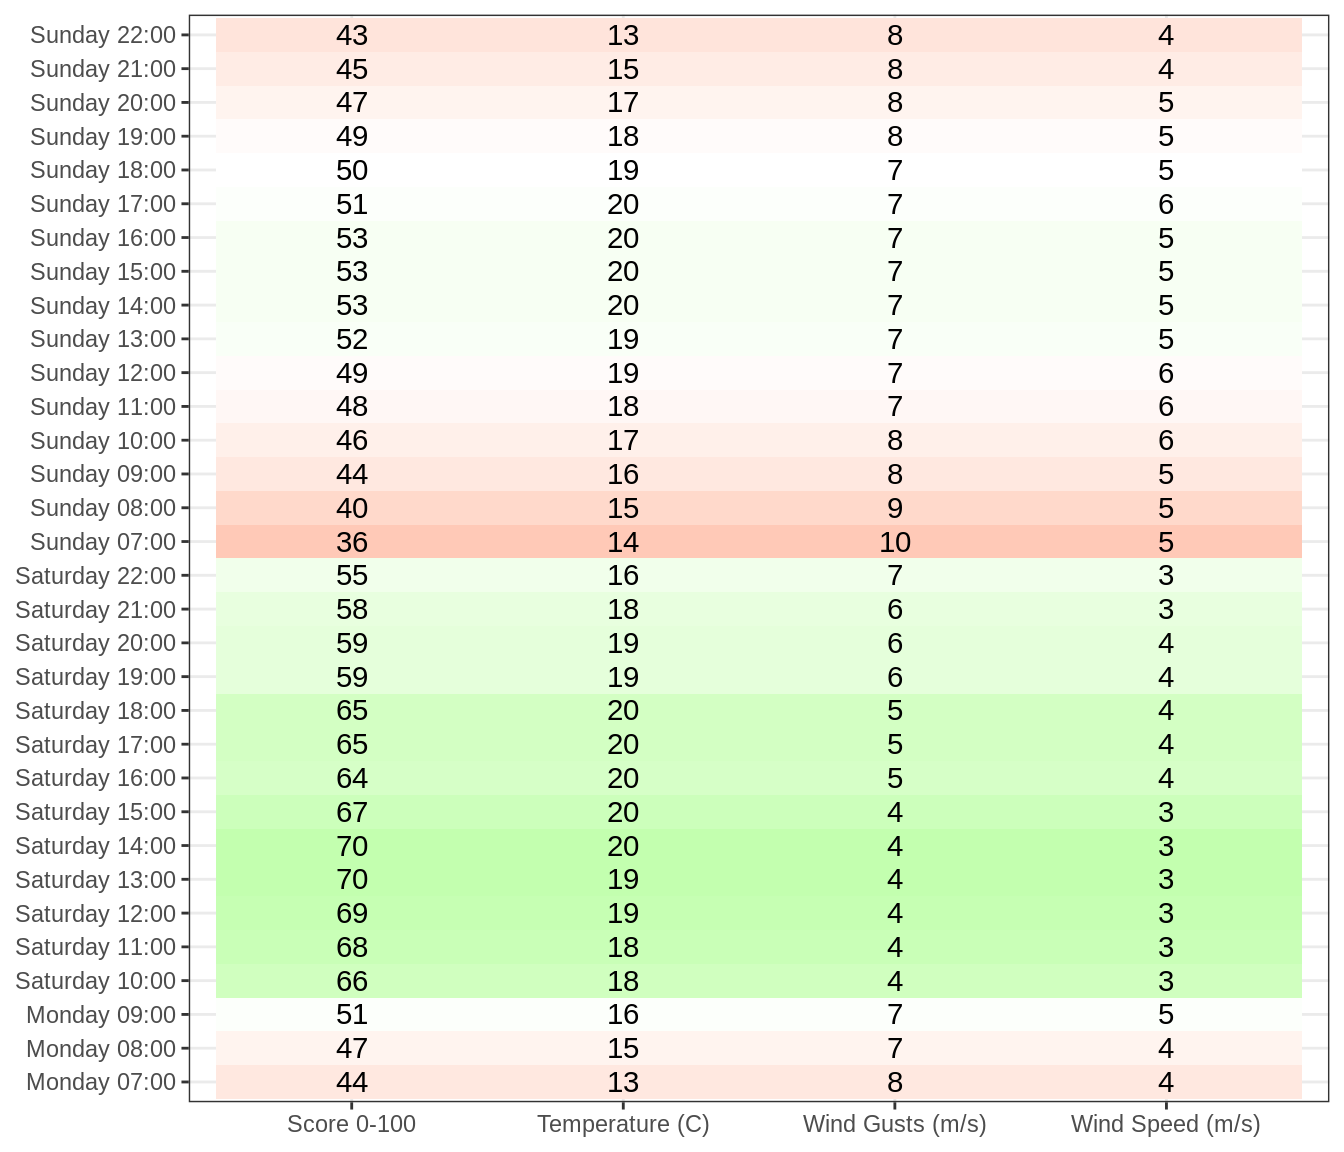 Sunday 22:00 43 13 8 4
Sunday 21:00 45 15 8 4
Sunday 20:00 47 17 8 5
Sunday 19:00 49 18 8 5
Sunday 18:00 50 19 7 5
Sunday 17:00 51 20 7 6
Sunday 16:00 53 20 7 5
Sunday 15:00 53 20 7 5
Sunday 14:00 53 20 7 5
Sunday 13:00 52 19 7 5
Sunday 12:00 49 19 7 6
Sunday 11:00 48 18 7 6
Sunday 10:00 46 17 8 6
Sunday 09:00 44 16 8 5
Sunday 08:00 40 15 9 5
Sunday 07:00 36 14 10 5
Saturday 22:00 55 16 7 3
Saturday 21:00 58 18 6 3
Saturday 20:00 59 19 6 4
Saturday 19:00 59 19 6 4
Saturday 18:00 65 20 5 4
Saturday 17:00 65 20 5 4
Saturday 16:00 64 20 5 4
Saturday 15:00 67 20 4 3
Saturday 14:00 70 20 4 3
Saturday 13:00 70 19 4 3
Saturday 12:00 69 19 4 3
Saturday 11:00 68 18 4 3
Saturday 10:00 66 18 4 3
Monday 09:00 51 16 7 5
Monday 08:00 47 15 7 4
Monday 07:00 44 13 8 4
Score 0-100 Temperature (C) Wind Gusts (m/s) Wind Speed (m/s)